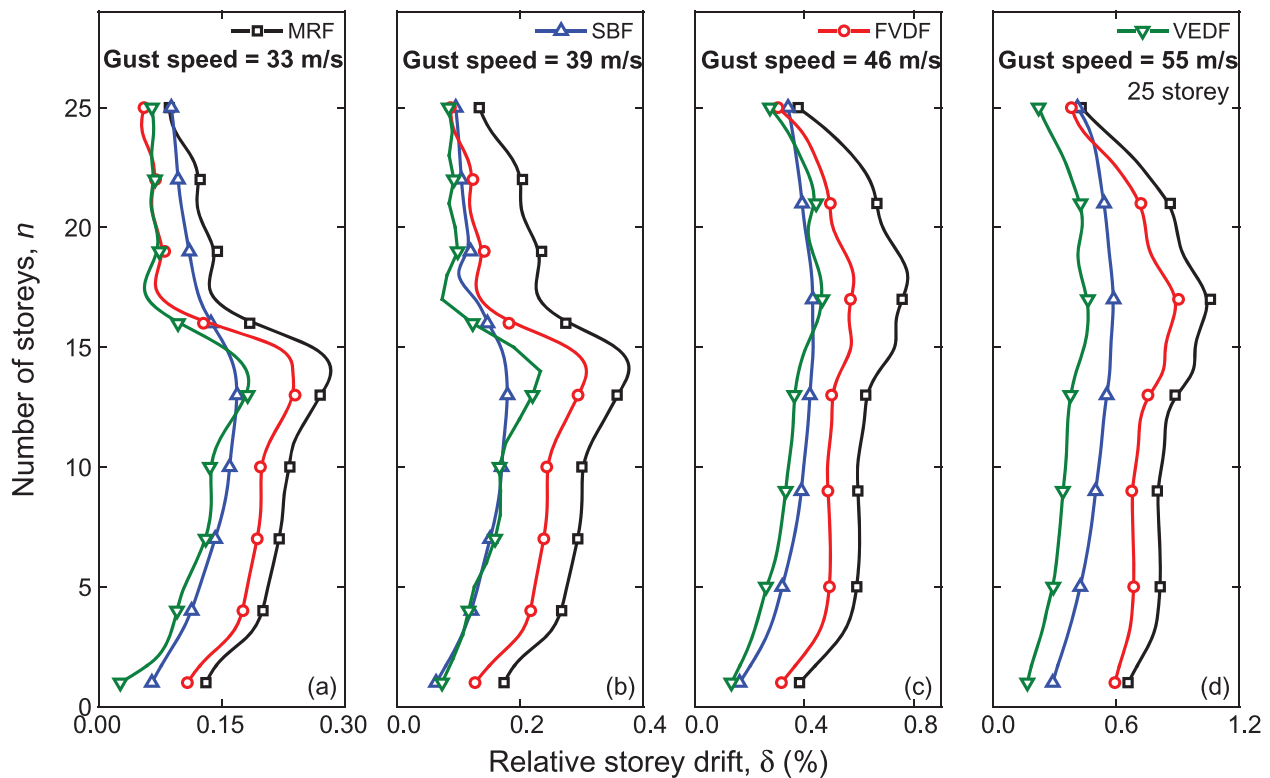 MRF
SBF
FVDF
VEDF
Gust speed = 33 m/s
Gust speed = 39 m/s
Gust speed = 46 m/s
Gust speed = 55 m/s
25 storey
Number of storeys, n
25
20
15
10
5
0
(a)
(b)
(c)
(d)
0.00
0.15
0.30
0.0
0.2
0.4
0.0
0.4
0.8
0.0
0.6
1.2
Relative storey drift, δ (%)